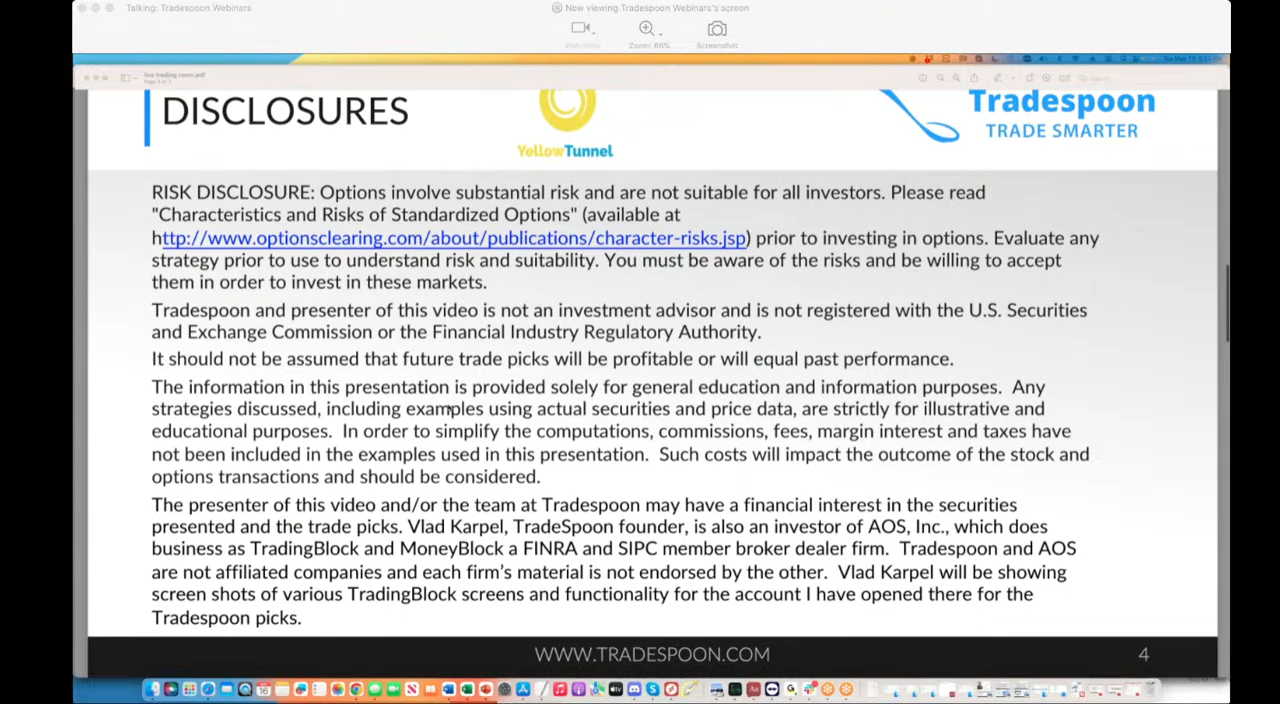 Talking: Tradespoon Webinars
Now viewing Tradespoon Webinars's screen
Zoom: 66%
Screenshot
live trading room.pdf
DISCLOSURES
YellowTunnel
Tradespoon
TRADE SMARTER
RISK DISCLOSURE: Options involve substantial risk and are not suitable for all investors. Please read
"Characteristics and Risks of Standardized Options" (available at
http://www.optionsclearing.com/about/publications/character-risks.jsp) prior to investing in options. Evaluate any
strategy prior to use to understand risk and suitability. You must be aware of the risks and be willing to accept
them in order to invest in these markets.
Tradespoon and presenter of this video is not an investment advisor and is not registered with the U.S. Securities
and Exchange Commission or the Financial Industry Regulatory Authority.
It should not be assumed that future trade picks will be profitable or will equal past performance.
The information in this presentation is provided solely for general education and information purposes. Any
strategies discussed, including examples using actual securities and price data, are strictly for illustrative and
educational purposes. In order to simplify the computations, commissions, fees, margin interest and taxes have
not been included in the examples used in this presentation. Such costs will impact the outcome of the stock and
options transactions and should be considered.
The presenter of this video and/or the team at Tradespoon may have a financial interest in the securities
presented and the trade picks. Vlad Karpel, TradeSpoon founder, is also an investor of AOS, Inc., which does
business as TradingBlock and MoneyBlock a FINRA and SIPC member broker dealer firm. Tradespoon and AOS
are not affiliated companies and each firm's material is not endorsed by the other. Vlad Karpel will be showing
screen shots of various TradingBlock screens and functionality for the account I have opened there for the
Tradespoon picks.
WWW.TRADESPOON.COM
4